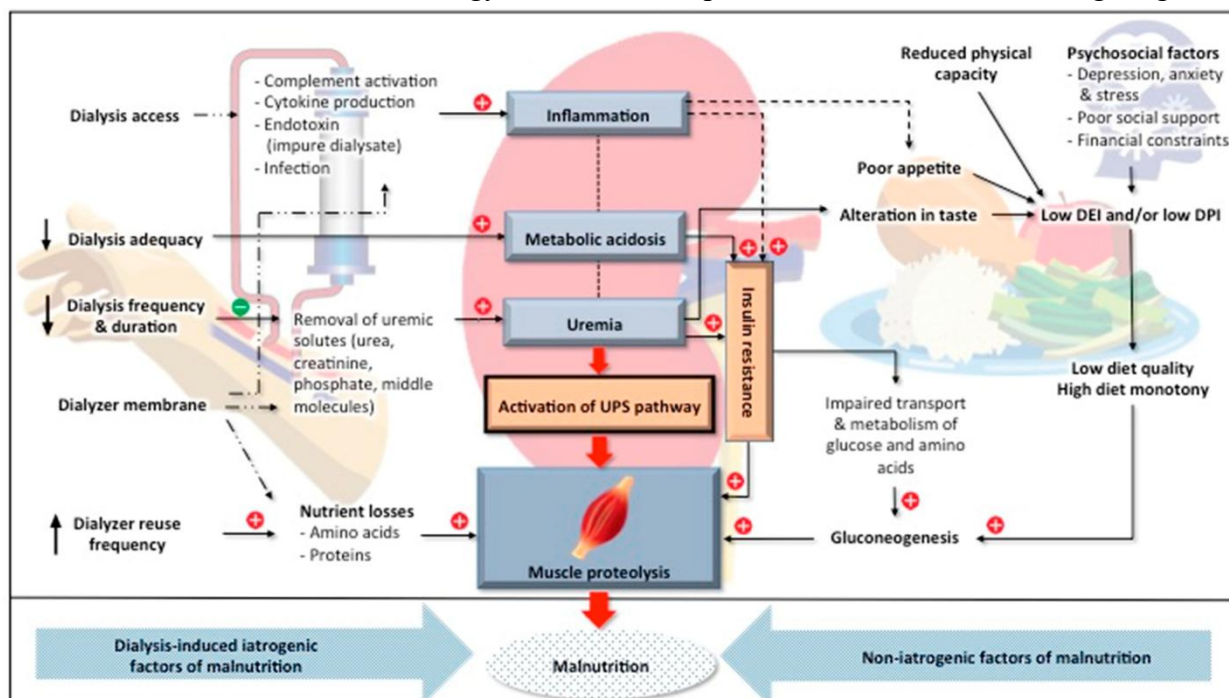 Reduced physical
capacity
Psychosocial factors
- Depression, anxiety
& stress
- Poor social support
- Financial constraints
Dialysis access
- Complement activation
- Cytokine production
- Endotoxin
(impure dialysate)
- Infection
+
Inflammation
Poor appetite
Alteration in taste
Low DEI and/or low DPI
Dialysis adequacy
+
Metabolic acidosis
+
+
Dialysis frequency
& duration
−
Removal of uremic
solutes (urea,
creatinine,
phosphate, middle
molecules)
+
Uremia
+
Insulin resistance
Low diet quality
High diet monotony
Dialyzer membrane
Activation of UPS pathway
Impaired transport
& metabolism of
glucose and amino
acids
+
+
Dialyzer reuse
frequency
+
Nutrient losses
- Amino acids
- Proteins
+
Muscle proteolysis
+
Gluconeogenesis
+
Dialysis-induced iatrogenic
factors of malnutrition
Malnutrition
Non-iatrogenic factors of malnutrition